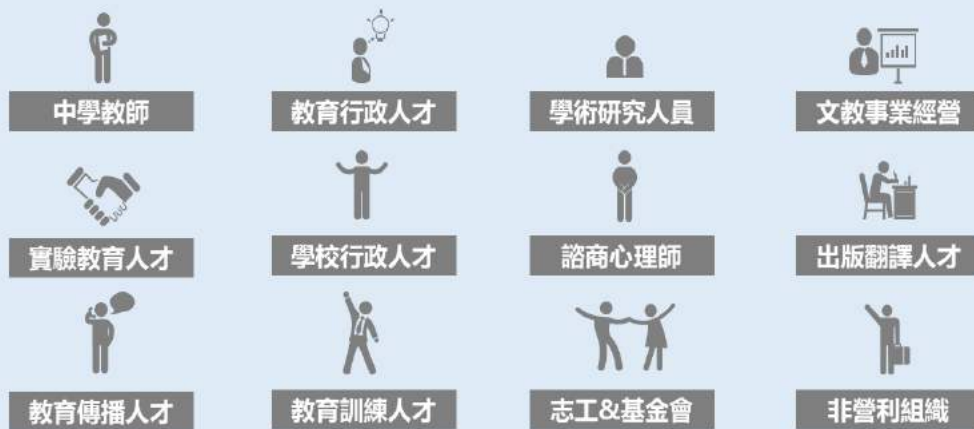 中學教師
教育行政人才
學術研究人員
文教事業經營
實驗教育人才
學校行政人才
諮商心理師
出版翻譯人才
教育傳播人才
教育訓練人才
志工&基金會
非營利組織